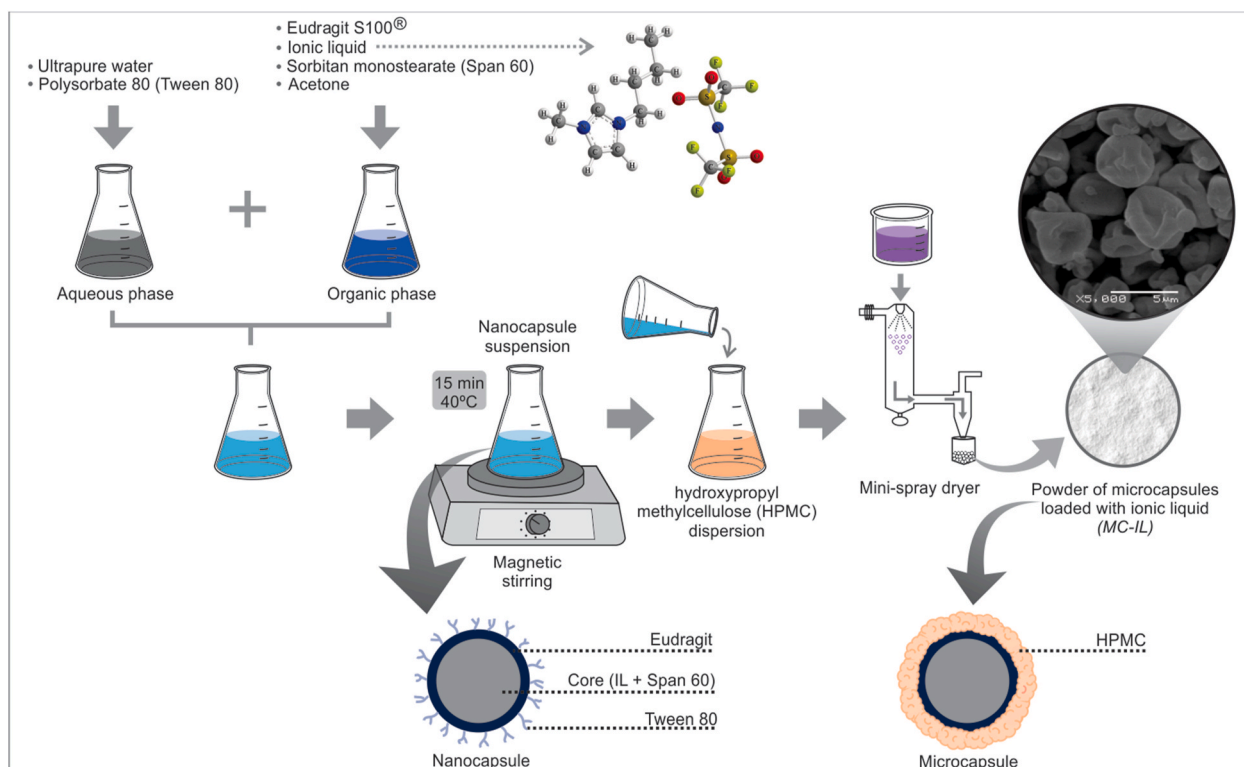 • Ultrapure water
• Polysorbate 80 (Tween 80)
• Eudragit S100®
• Ionic liquid
• Sorbitan monostearate (Span 60)
• Acetone
Aqueous phase
Organic phase
Nanocapsule
suspension
15 min
40ºC
Magnetic
stirring
hydroxypropyl
methylcellulose (HPMC)
dispersion
Mini-spray dryer
X5,000 5μm
Powder of microcapsules
loaded with ionic liquid
(MC-IL)
Eudragit
Core (IL + Span 60)
Tween 80
Nanocapsule
HPMC
Microcapsule